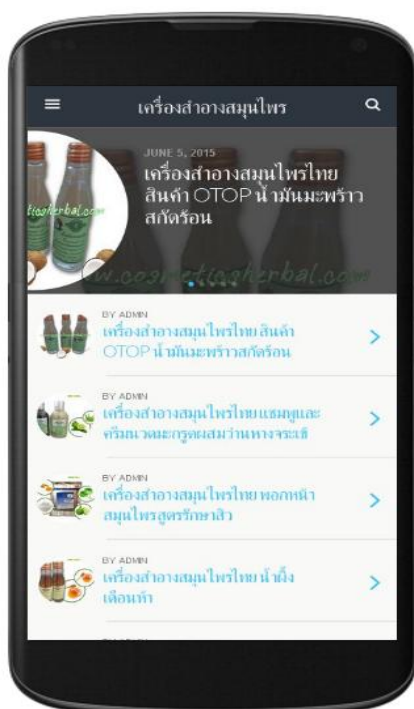 เครื่องสำอางสมุนไพร
JUNE 5, 2015
เครื่องสำอางสมุนไพรไทย
สินค้า OTOP น้ำมันมะพร้าว
สกัดร้อน
www.cosmeticsherbal.com
BY ADMIN
เครื่องสำอางสมุนไพรไทย สินค้า
OTOP น้ำมันมะพร้าวสกัดร้อน
BY ADMIN
เครื่องสำอางสมุนไพรไทย แชมพูและ
ครีมนวดมะกรูดผสมว่านหางจระเข้
BY ADMIN
เครื่องสำอางสมุนไพรไทย พอกหน้า
สมุนไพรสูตรรักษาสิว
BY ADMIN
เครื่องสำอางสมุนไพรไทย น้ำผึ้ง
เดือนห้า